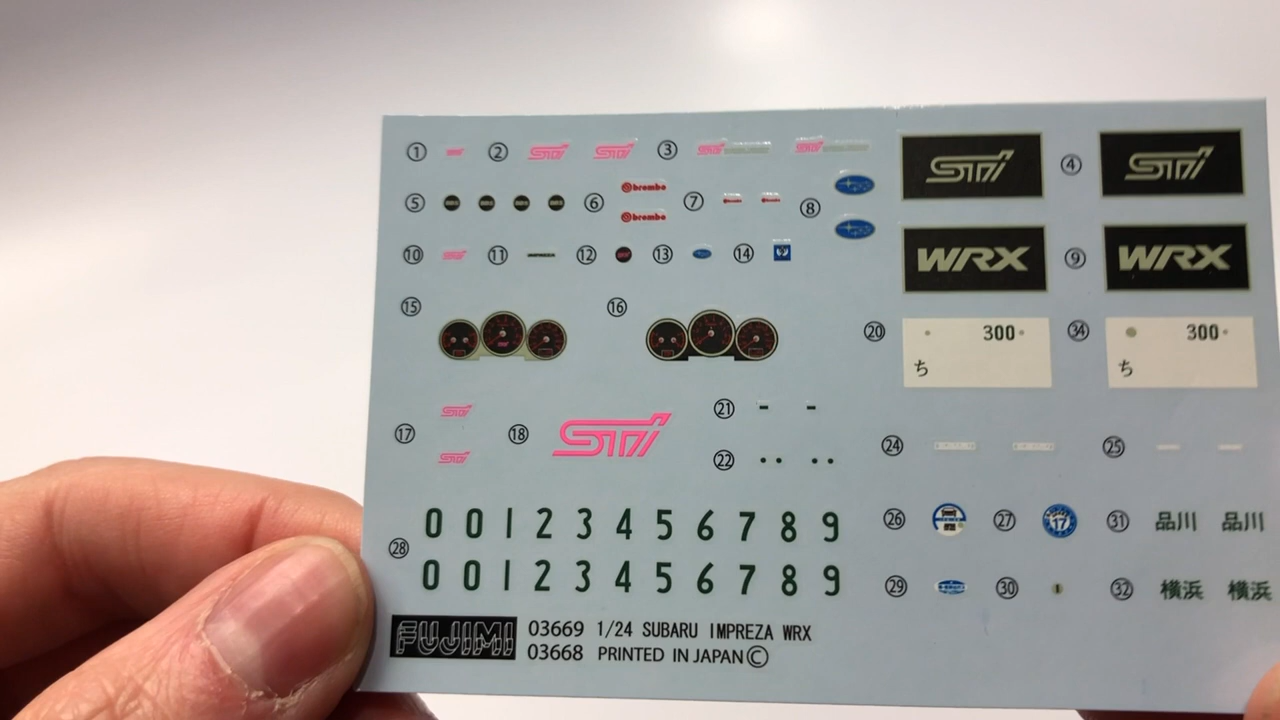 ① STI ② STI STI ③ STI STI STI ④ STI
⑤ ⑥ brembo ⑦ brembo brembo ⑧
brembo
⑩ STI ⑪ IMPREZA ⑫ ⑬ ⑭ WRX ⑨ WRX
⑮ ⑯
⑳ 300 ㉞ 300
ち ち
⑰ STI ⑱ STI ㉑
STI ㉒ ㉔ ㉕
㉖ ㉗ 17 ㉛ 品川 品川
㉘ 0 0 1 2 3 4 5 6 7 8 9
0 0 1 2 3 4 5 6 7 8 9
㉙ ㉚ ㉜ 横浜 横浜
FUJIMI 03669 1/24 SUBARU IMPREZA WRX
03668 PRINTED IN JAPAN©